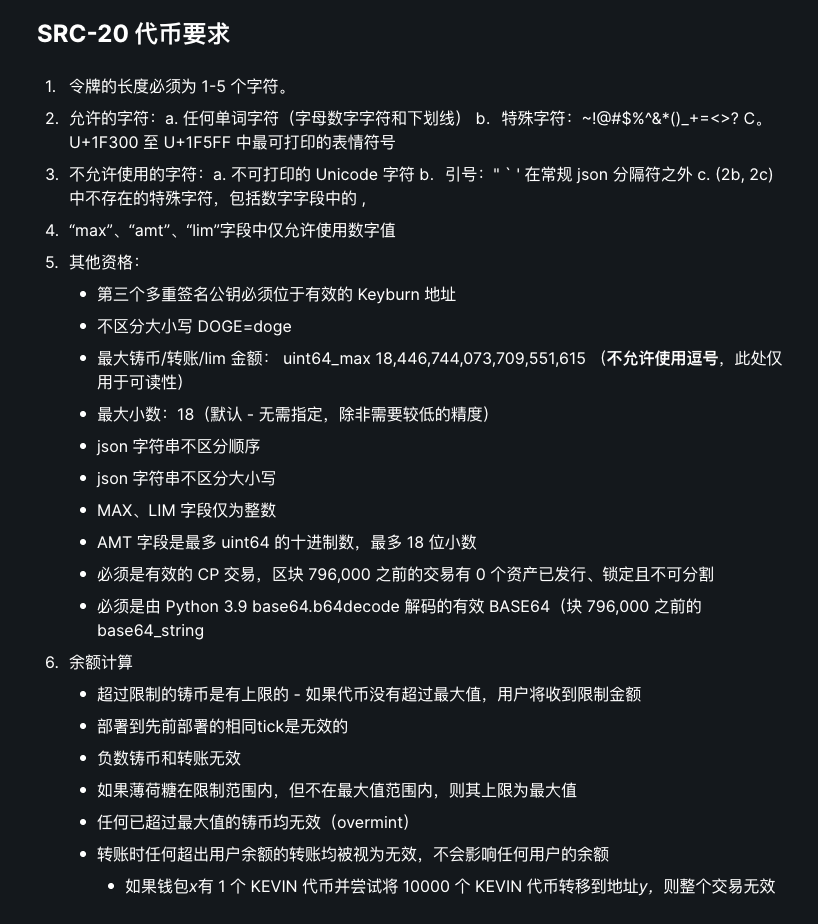 SRC-20 代币要求
1. 令牌的长度必须为 1-5 个字符。
2. 允许的字符：a. 任何单词字符（字母数字字符和下划线） b．特殊字符：~!@#$%^&*()_+=<>? C。
U+1F300 至 U+1F5FF 中最可打印的表情符号
3. 不允许使用的字符：a. 不可打印的 Unicode 字符 b．引号：" ` ' 在常规 json 分隔符之外 c. (2b, 2c)
中不存在的特殊字符，包括数字字段中的 ,
4. “max”、“amt”、“lim”字段中仅允许使用数字值
5. 其他资格：
• 第三个多重签名公钥必须位于有效的 Keyburn 地址
• 不区分大小写 DOGE=doge
• 最大铸币/转账/lim 金额： uint64_max 18,446,744,073,709,551,615 （不允许使用逗号，此处仅
用于可读性）
• 最大小数：18（默认 - 无需指定，除非需要较低的精度）
• json 字符串不区分顺序
• json 字符串不区分大小写
• MAX、LIM 字段仅为整数
• AMT 字段是最多 uint64 的十进制数，最多 18 位小数
• 必须是有效的 CP 交易，区块 796,000 之前的交易有 0 个资产已发行、锁定且不可分割
• 必须是由 Python 3.9 base64.b64decode 解码的有效 BASE64（块 796,000 之前的
base64_string
6. 余额计算
• 超过限制的铸币是有上限的 - 如果代币没有超过最大值，用户将收到限制金额
• 部署到先前部署的相同tick是无效的
• 负数铸币和转账无效
• 如果薄荷糖在限制范围内，但不在最大值范围内，则其上限为最大值
• 任何已超过最大值的铸币均无效（overmint）
• 转账时任何超出用户余额的转账均被视为无效，不会影响任何用户的余额
• 如果钱包x有 1 个 KEVIN 代币并尝试将 10000 个 KEVIN 代币转移到地址y，则整个交易无效